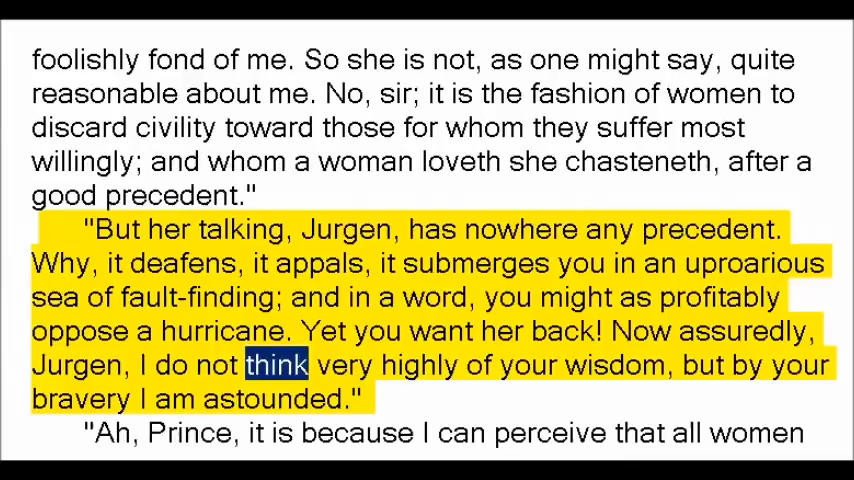 foolishly fond of me. So she is not, as one might say, quite
reasonable about me. No, sir; it is the fashion of women to
discard civility toward those for whom they suffer most
willingly; and whom a woman loveth she chasteneth, after a
good precedent."
"But her talking, Jurgen, has nowhere any precedent.
Why, it deafens, it appals, it submerges you in an uproarious
sea of fault-finding; and in a word, you might as profitably
oppose a hurricane. Yet you want her back! Now assuredly,
Jurgen, I do not think very highly of your wisdom, but by your
bravery I am astounded."
"Ah, Prince, it is because I can perceive that all women